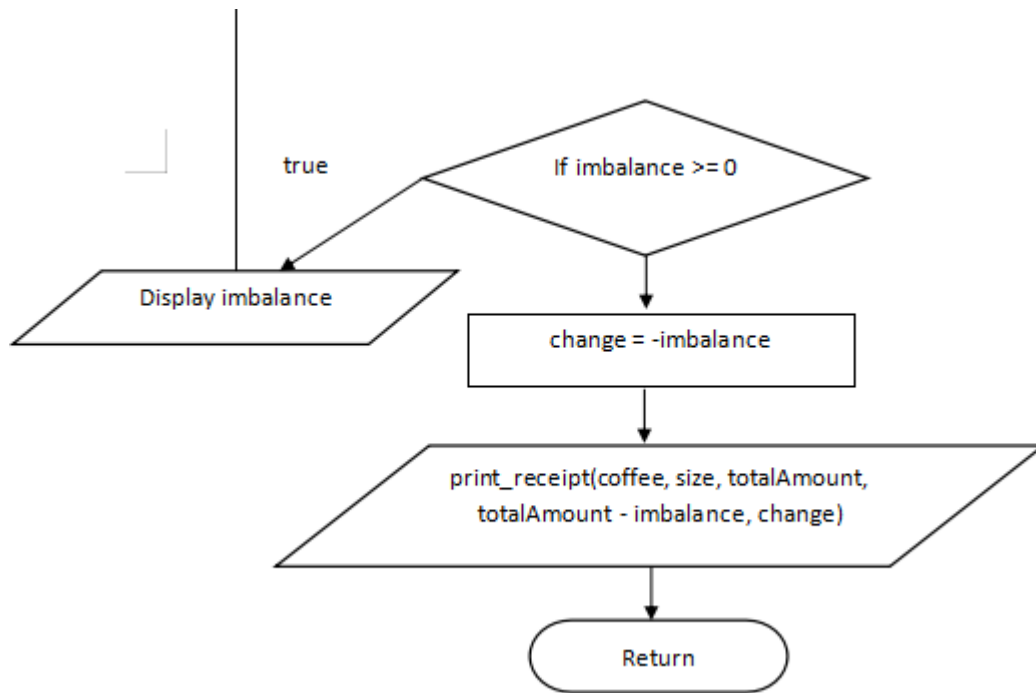 If imbalance >= 0
true
Display imbalance
change = -imbalance
print_receipt(coffee, size, totalAmount,
totalAmount - imbalance, change)
Return